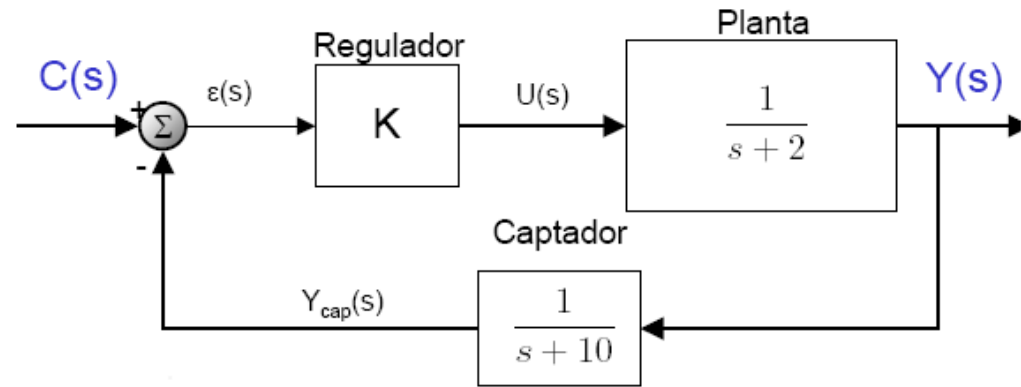 Regulador
Planta
C(s)
+
ε(s)
Σ
K
U(s)
1
s + 2
Y(s)
-
Captador
Y_cap(s)
1
s + 10